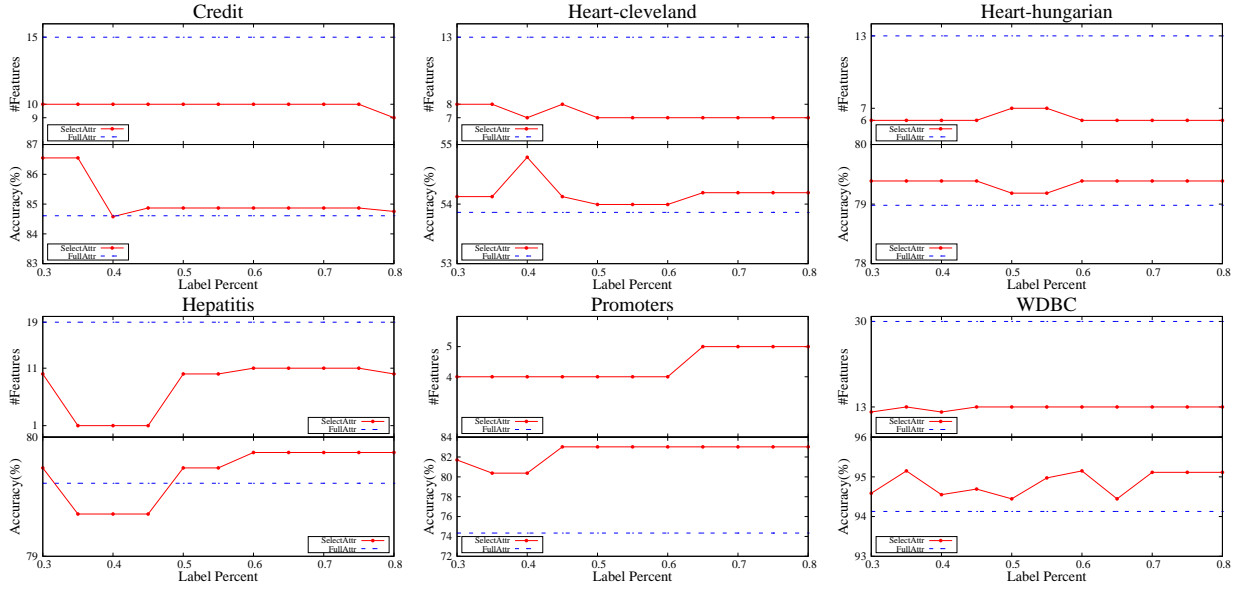 Credit
15
10
9
#Features
SelectAttr
FullAttr
87
86
85
84
83
Accuracy(%)
SelectAttr
FullAttr
0.3 0.4 0.5 0.6 0.7 0.8
Label Percent
Heart-cleveland
13
8
7
#Features
SelectAttr
FullAttr
55
54
53
Accuracy(%)
SelectAttr
FullAttr
0.3 0.4 0.5 0.6 0.7 0.8
Label Percent
Heart-hungarian
13
7
6
#Features
SelectAttr
FullAttr
80
79
78
Accuracy(%)
SelectAttr
FullAttr
0.3 0.4 0.5 0.6 0.7 0.8
Label Percent
Hepatitis
19
11
1
#Features
SelectAttr
FullAttr
80
79
Accuracy(%)
SelectAttr
FullAttr
0.3 0.4 0.5 0.6 0.7 0.8
Label Percent
Promoters
5
4
#Features
84
82
80
78
76
74
72
Accuracy(%)
SelectAttr
FullAttr
0.3 0.4 0.5 0.6 0.7 0.8
Label Percent
WDBC
30
13
#Features
SelectAttr
FullAttr
96
95
94
93
Accuracy(%)
SelectAttr
FullAttr
0.3 0.4 0.5 0.6 0.7 0.8
Label Percent